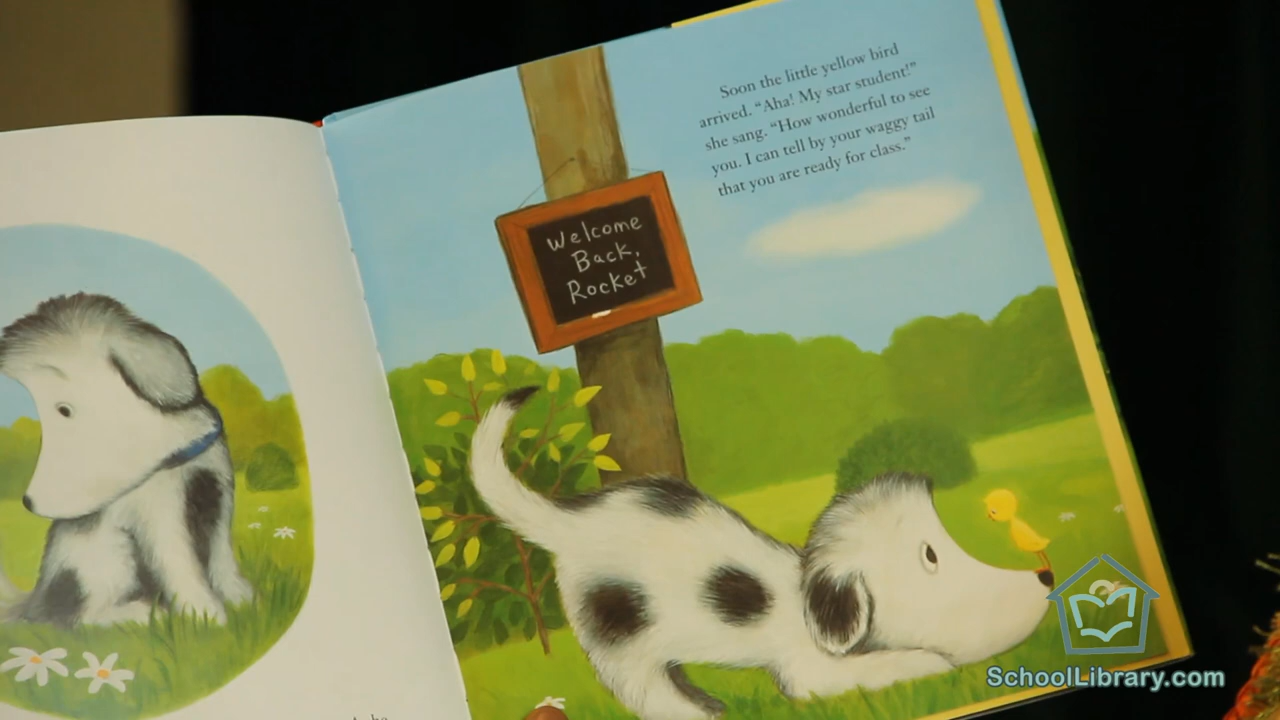 Soon the little yellow bird
arrived. “Aha! My star student!”
she sang. “How wonderful to see
you. I can tell by your waggy tail
that you are ready for class.”
Welcome
Back,
Rocket
SchoolLibrary.com